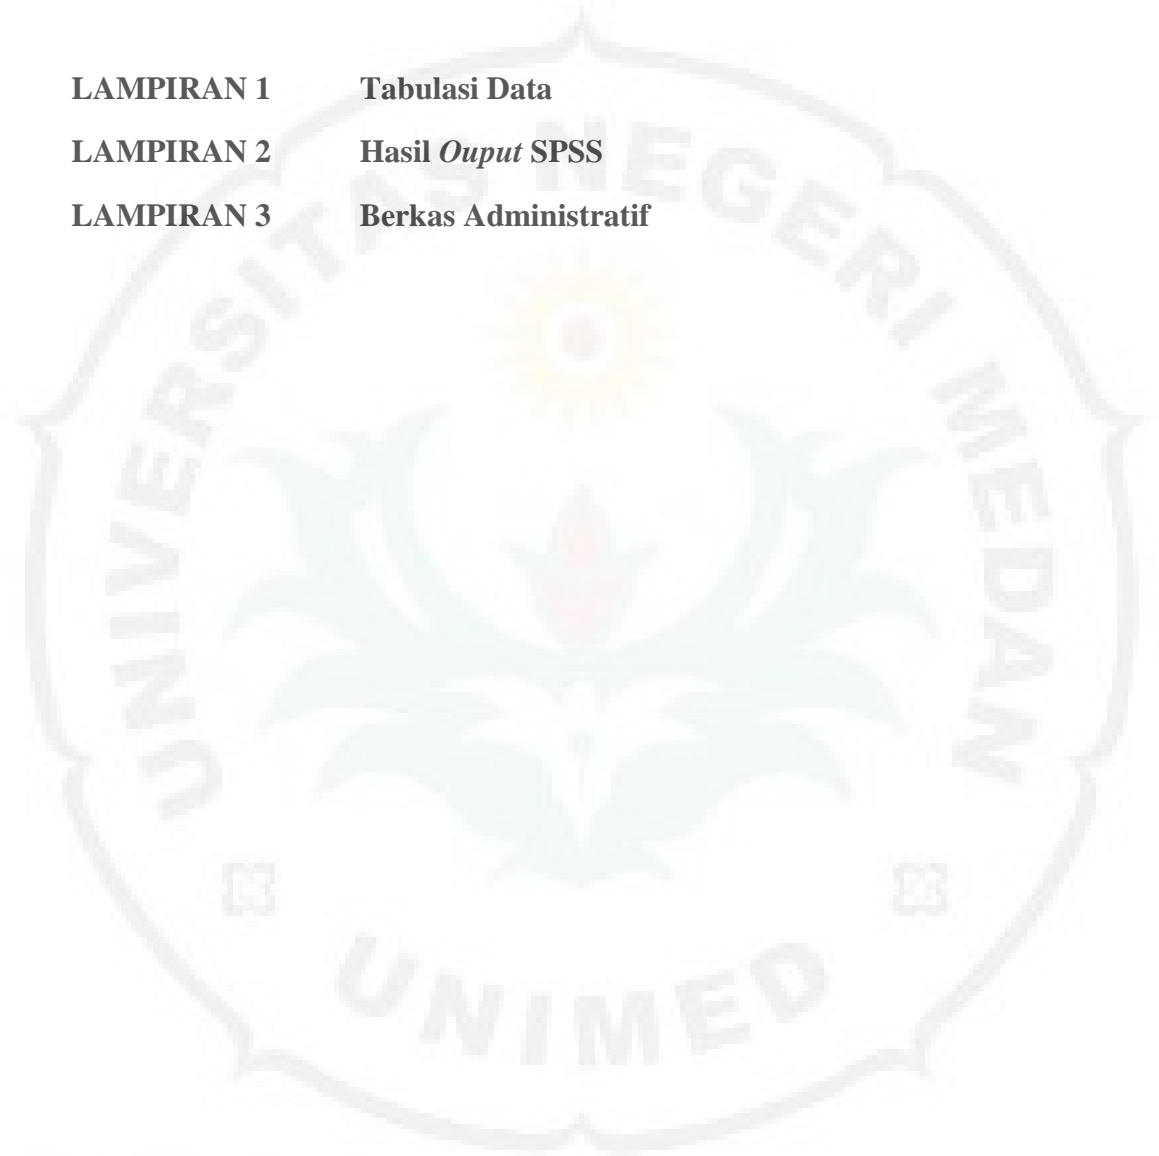 LAMPIRAN 1 Tabulasi Data
LAMPIRAN 2 Hasil Ouput SPSS
LAMPIRAN 3 Berkas Administratif
UNIVERSITAS NEGERI MEDAN
UNIMED